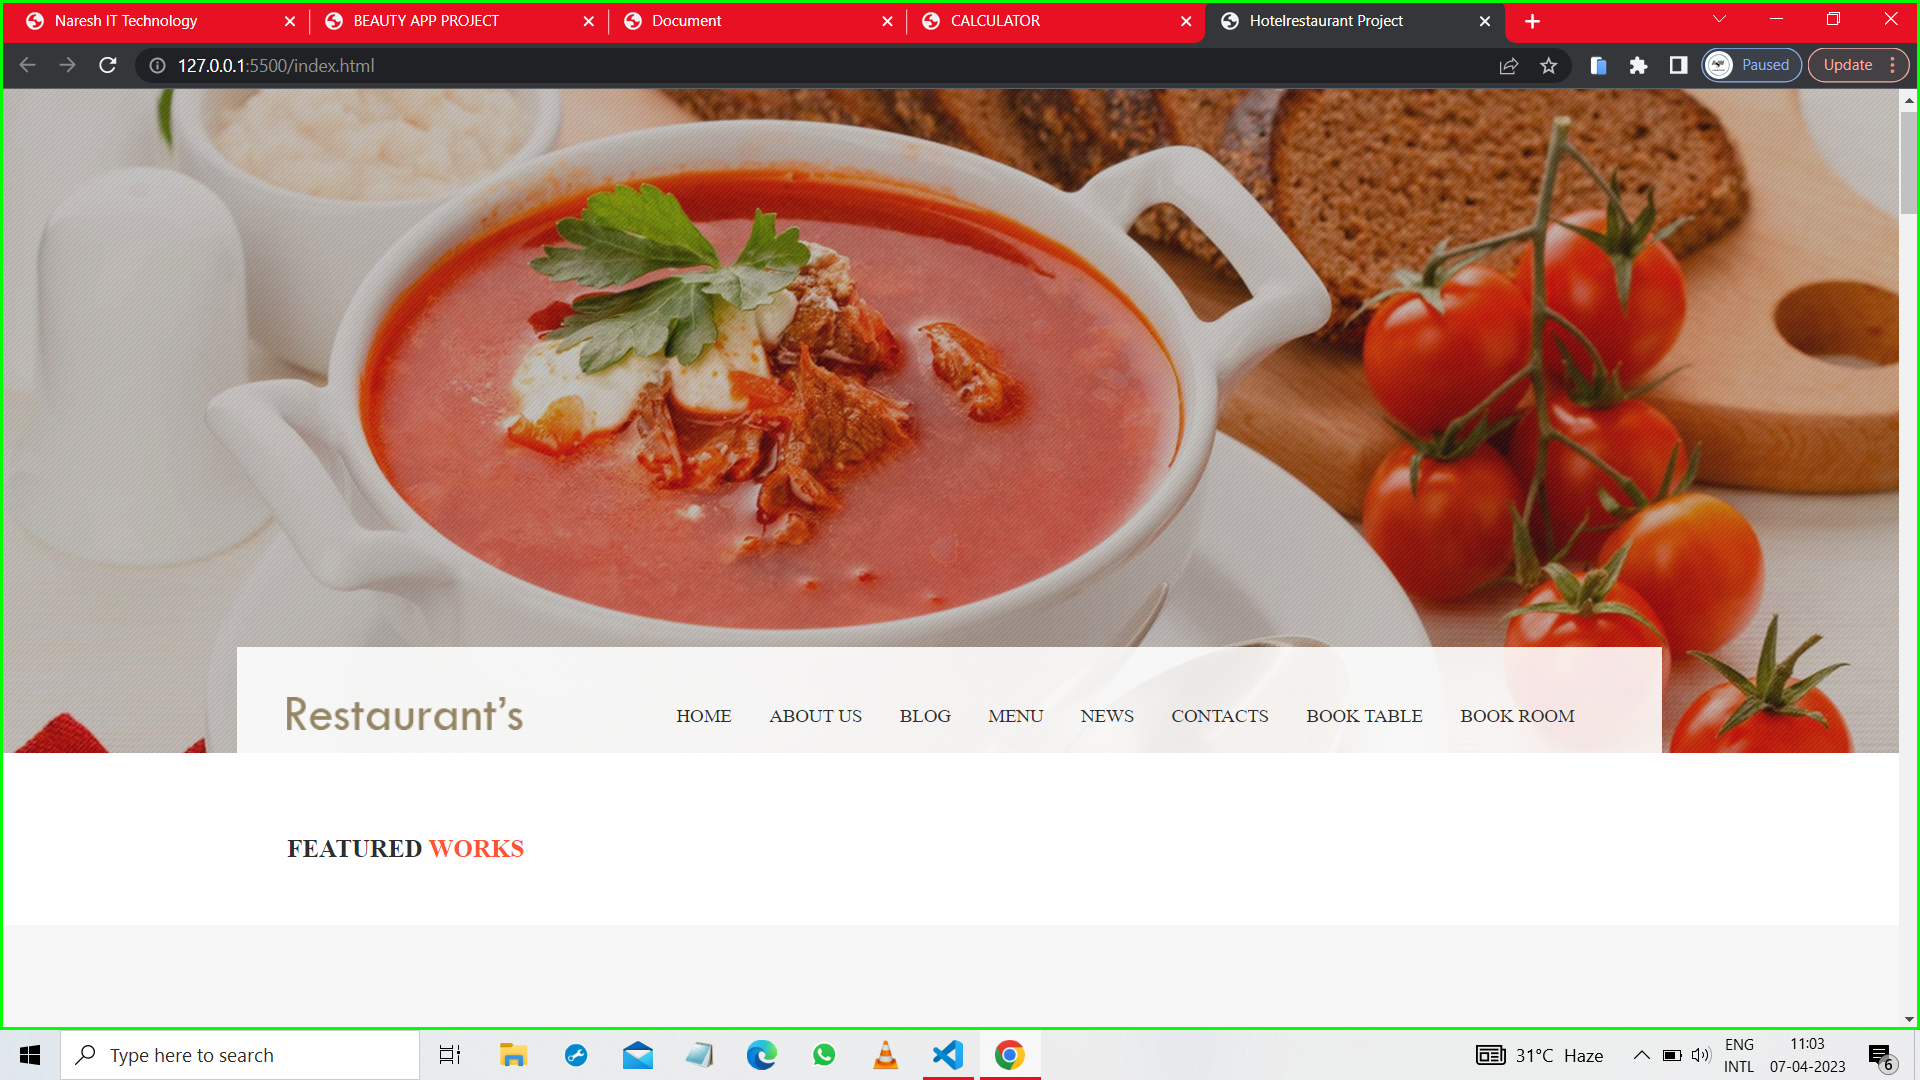 Naresh IT Technology
BEAUTY APP PROJECT
Document
CALCULATOR
Hotelrestaurant Project
127.0.0.1:5500/index.html
Paused
Update
Restaurant's
HOME
ABOUT US
BLOG
MENU
NEWS
CONTACTS
BOOK TABLE
BOOK ROOM
FEATURED WORKS
Type here to search
31°C Haze
ENG
INTL
11:03
07-04-2023
6